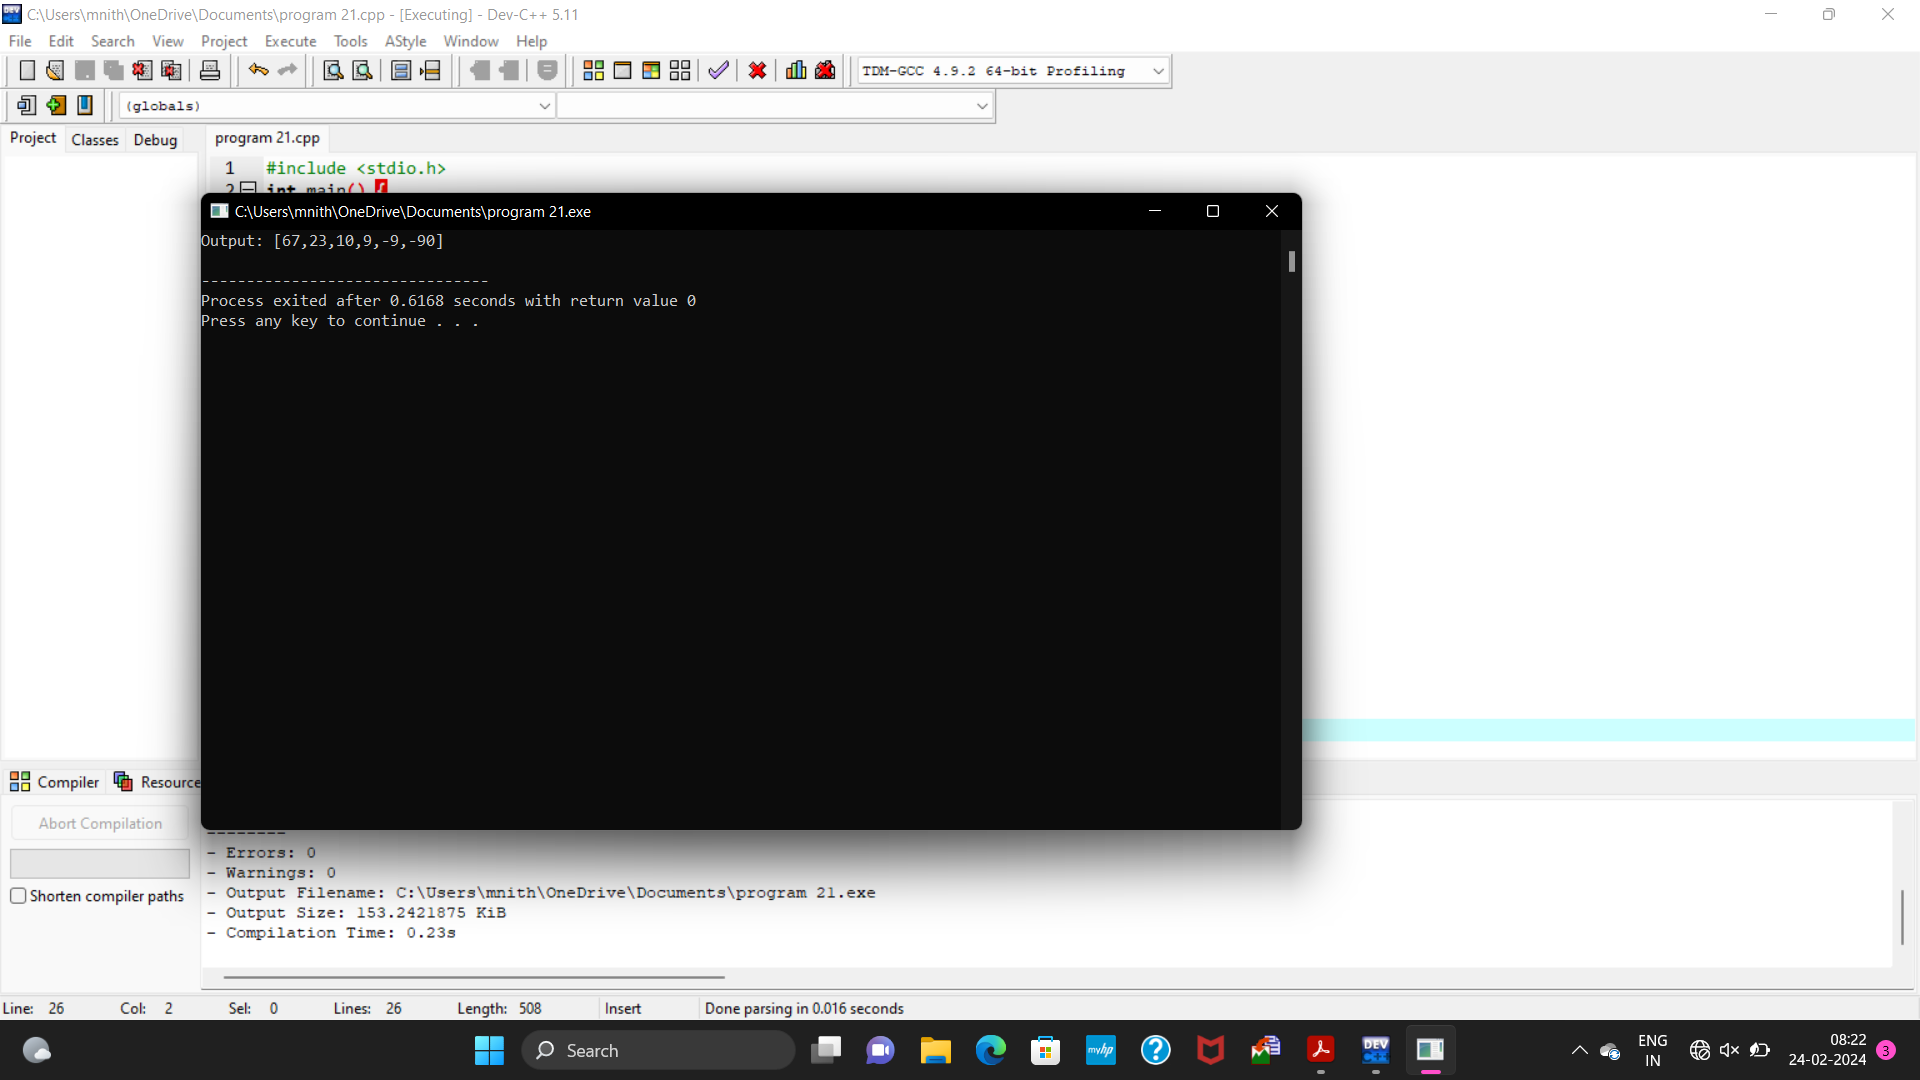 C:\Users\mnith\OneDrive\Documents\program 21.cpp - [Executing] - Dev-C++ 5.11
File Edit Search View Project Execute Tools AStyle Window Help
TDM-GCC 4.9.2 64-bit Profiling
(globals)
Project Classes Debug
program 21.cpp
1 #include <stdio.h>
2 int main() {
C:\Users\mnith\OneDrive\Documents\program 21.exe
Output: [67,23,10,9,-9,-90]
--------------------------------
Process exited after 0.6168 seconds with return value 0
Press any key to continue . . .
Compiler Resource
Abort Compilation
Shorten compiler paths
--------
- Errors: 0
- Warnings: 0
- Output Filename: C:\Users\mnith\OneDrive\Documents\program 21.exe
- Output Size: 153.2421875 KiB
- Compilation Time: 0.23s
Line: 26 Col: 2 Sel: 0 Lines: 26 Length: 508 Insert Done parsing in 0.016 seconds
Search
myhp
DEV C++
ENG
IN
08:22
24-02-2024
3